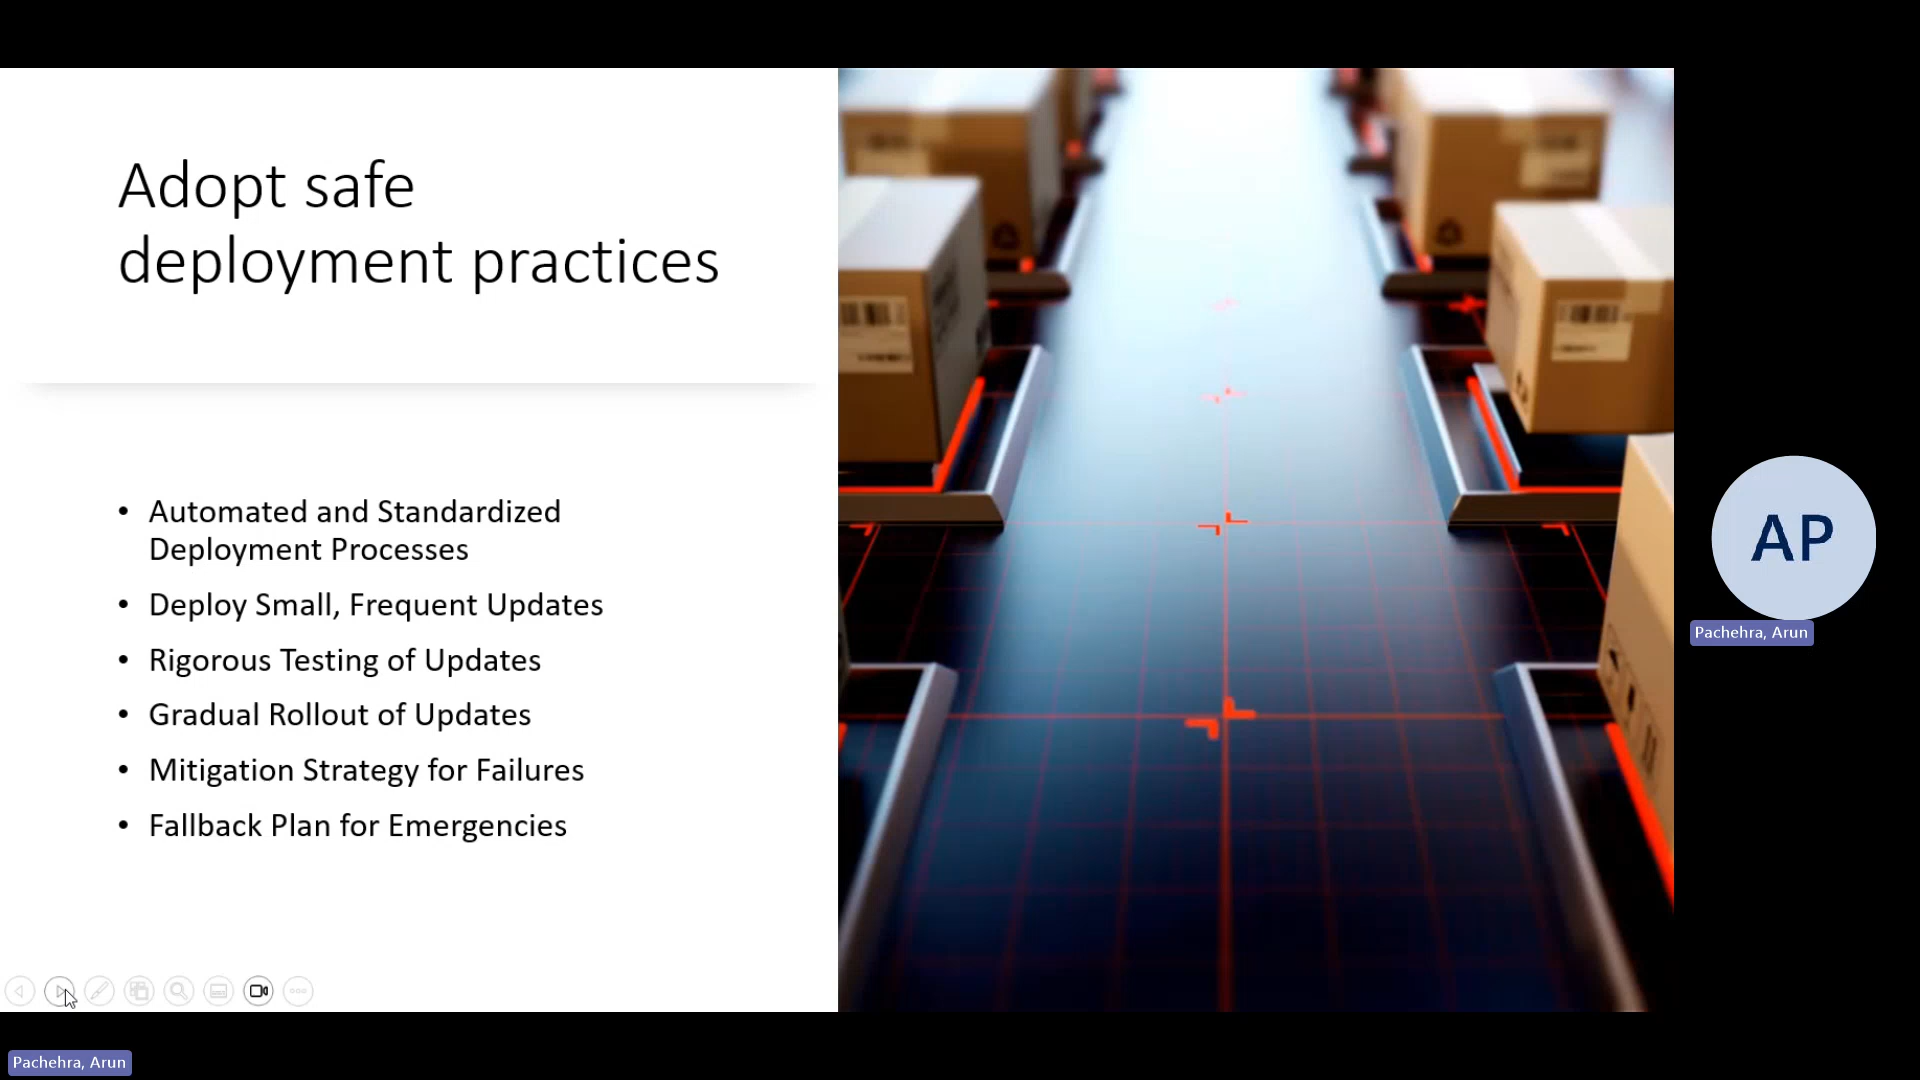 Adopt safe
deployment practices
• Automated and Standardized
Deployment Processes
• Deploy Small, Frequent Updates
• Rigorous Testing of Updates
• Gradual Rollout of Updates
• Mitigation Strategy for Failures
• Fallback Plan for Emergencies
AP
Pachehra, Arun
Pachehra, Arun